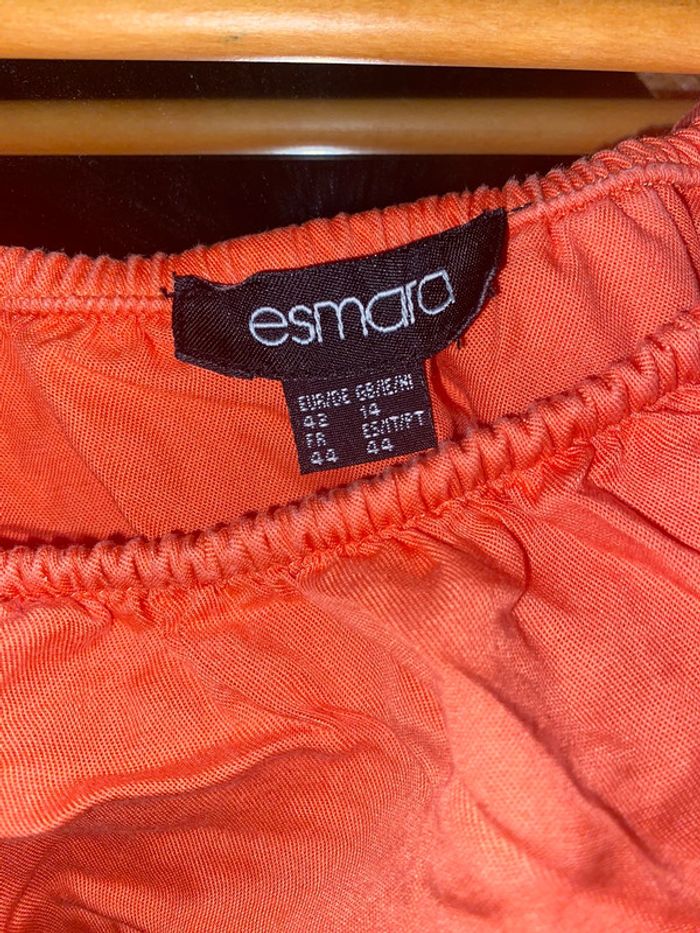 esmara
EUR/DE GB/IE/NI
42 14
FR ES/IT/PT
44 44